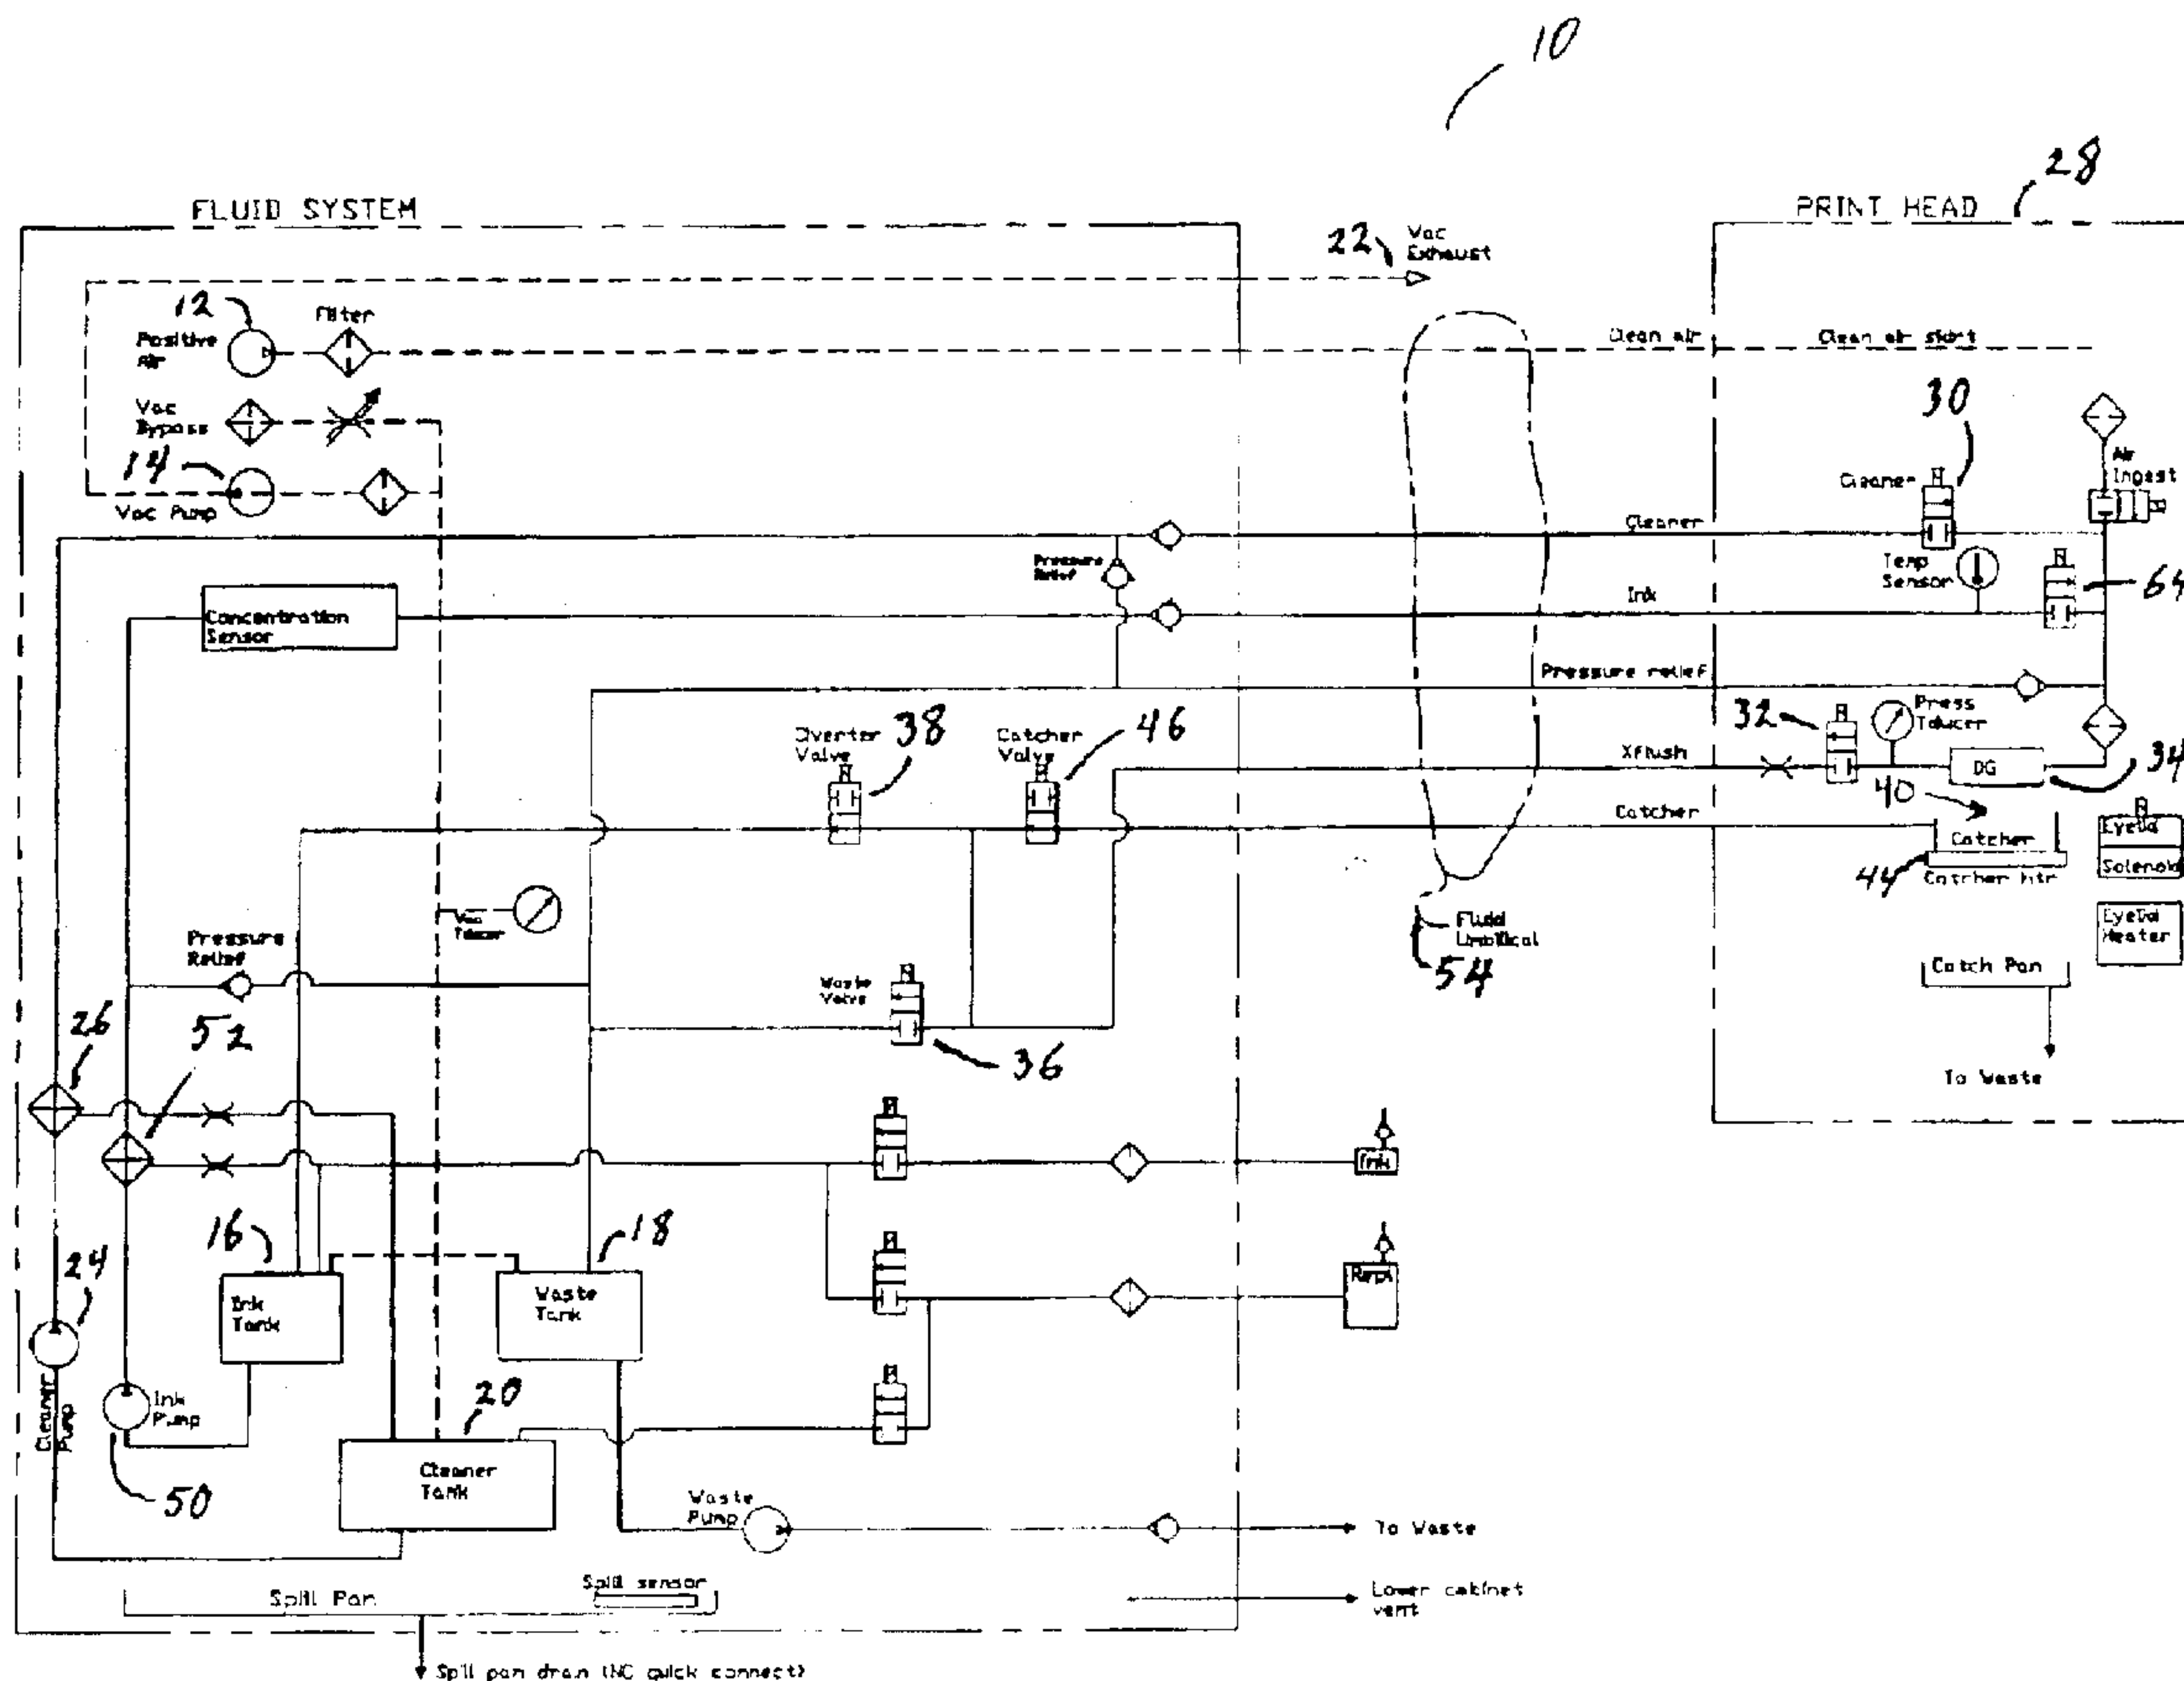 10
28
FLUID SYSTEM
PRINT HEAD
22
Vac
Exhaust
12
Filter
Positive
Air
Clean air
Clean air skirt
Vac
Bypass
30
14
Vac Pump
Air
Ingest
Cleaner
Cleaner
Pressure
Relief
Temp
Sensor
64
Ink
Concentration
Sensor
Pressure relief
Diverter
Valve
38
Catcher
Valve
46
32
Press
Tducer
Xflush
DG
34
40
Catcher
Catcher
44
Catcher htr
Eyelid
Solenoid
Vac
Tducer
Fluid
Umbilical
54
Eyelid
Heater
Pressure
Relief
Waste
Valve
Catch Pan
26
52
36
To Waste
Ink
16
18
24
Ink
Tank
Waste
Tank
Repl
Cleaner
Pump
Ink
Pump
20
50
Cleaner
Tank
Waste
Pump
To Waste
Spill Pan
Spill sensor
Lower cabinet
vent
Spill pan drain (NC quick connect)